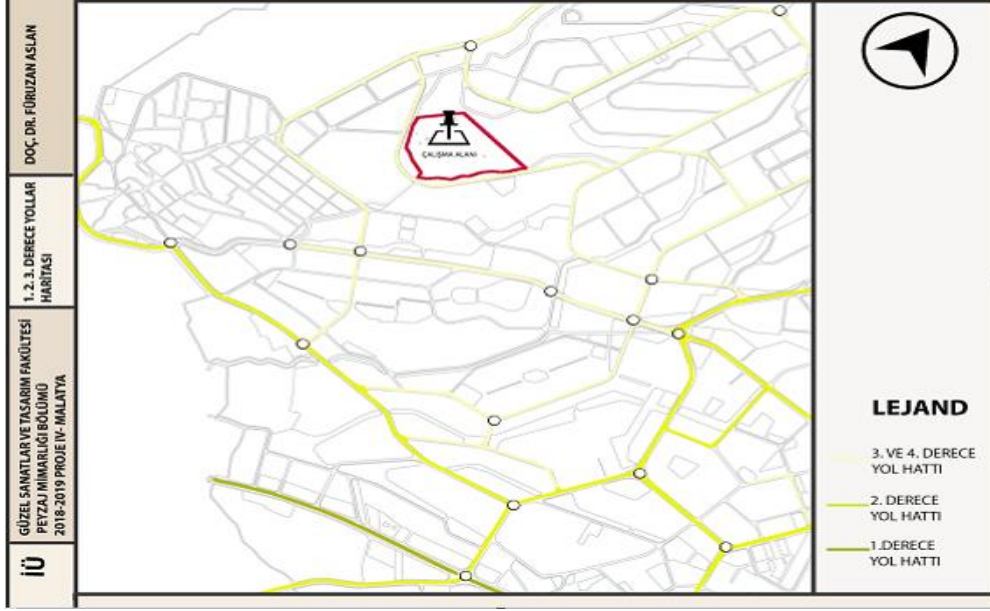 DOÇ. DR. FÜRUZAN ASLAN
1. 2. 3. DERECE YOLLAR
HARİTASI
GÜZEL SANATLAR VE TASARIM FAKÜLTESİ
PEYZAJ MİMARLIĞI BÖLÜMÜ
2018-2019 PROJE IV- MALATYA
İÜ
ÇALIŞMA ALANI
LEJAND
3. VE 4. DERECE
YOL HATTI
2. DERECE
YOL HATTI
1.DERECE
YOL HATTI